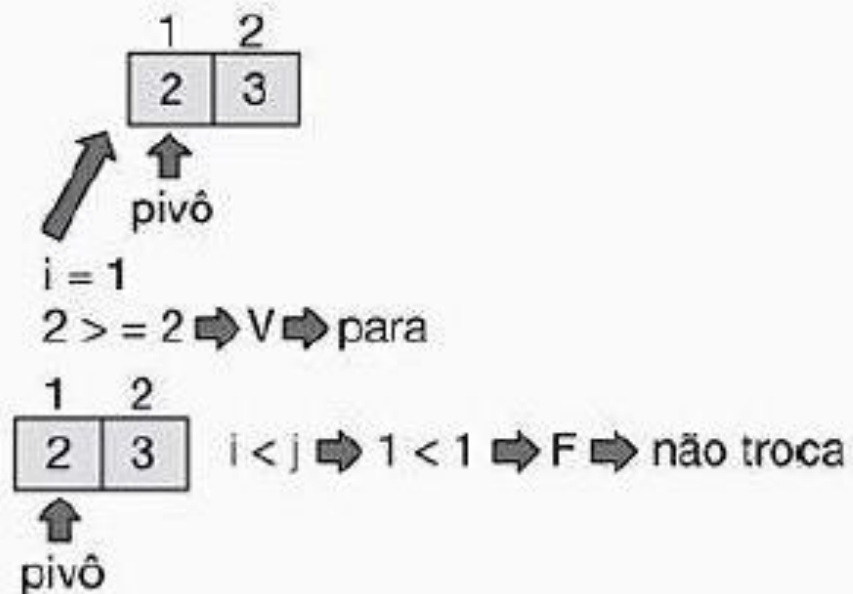 1 2
2 3
pivô
i = 1
2 > = 2 ⇨ V ⇨ para
1 2
2 3 i < j ⇨ 1 < 1 ⇨ F ⇨ não troca
pivô